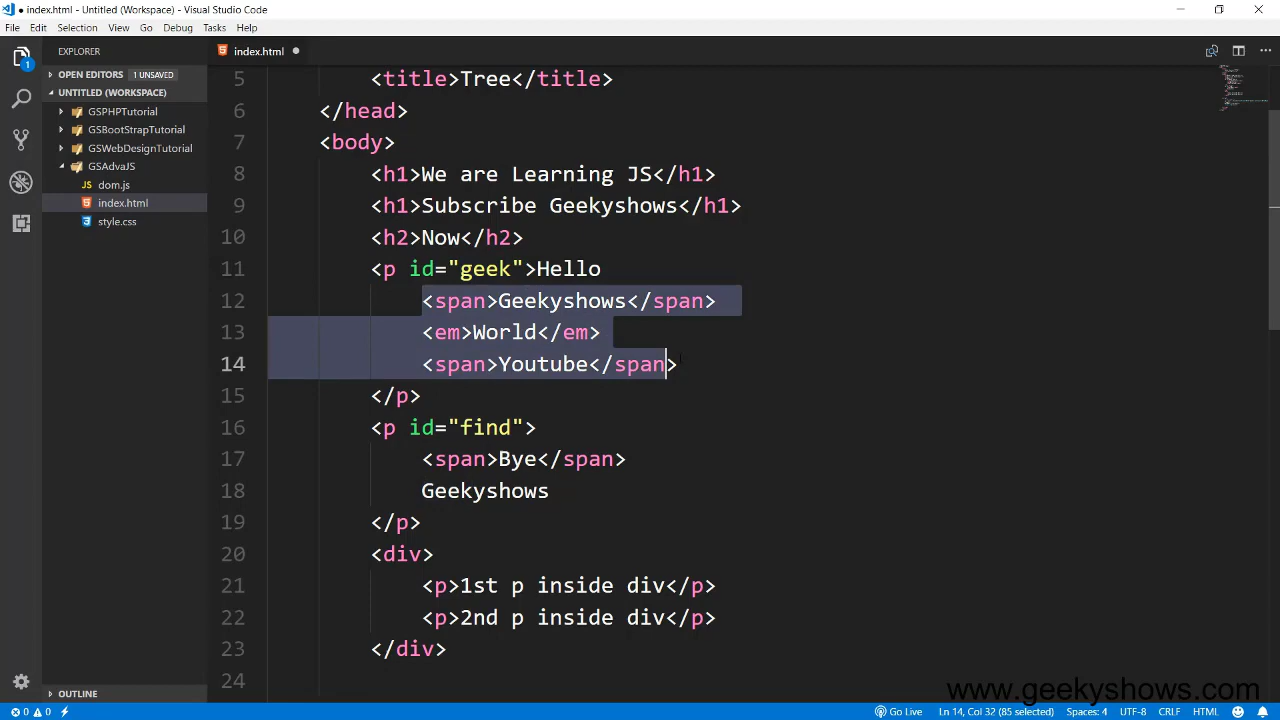 ● index.html - Untitled (Workspace) - Visual Studio Code
File Edit Selection View Go Debug Tasks Help
EXPLORER
index.html ●
1
OPEN EDITORS 1 UNSAVED
UNTITLED (WORKSPACE)
GSPHPTutorial
GSBootStrapTutorial
GSWebDesignTutorial
GSAdvaJS
JS dom.js
index.html
style.css
OUTLINE
5 <title>Tree</title>
6 </head>
7 <body>
8 <h1>We are Learning JS</h1>
9 <h1>Subscribe Geekyshows</h1>
10 <h2>Now</h2>
11 <p id="geek">Hello
12 <span>Geekyshows</span>
13 <em>World</em>
14 <span>Youtube</span>
15 </p>
16 <p id="find">
17 <span>Bye</span>
18 Geekyshows
19 </p>
20 <div>
21 <p>1st p inside div</p>
22 <p>2nd p inside div</p>
23 </div>
24
www.geekyshows.com
0 0 Go Live Ln 14, Col 32 (85 selected) Spaces: 4 UTF-8 CRLF HTML